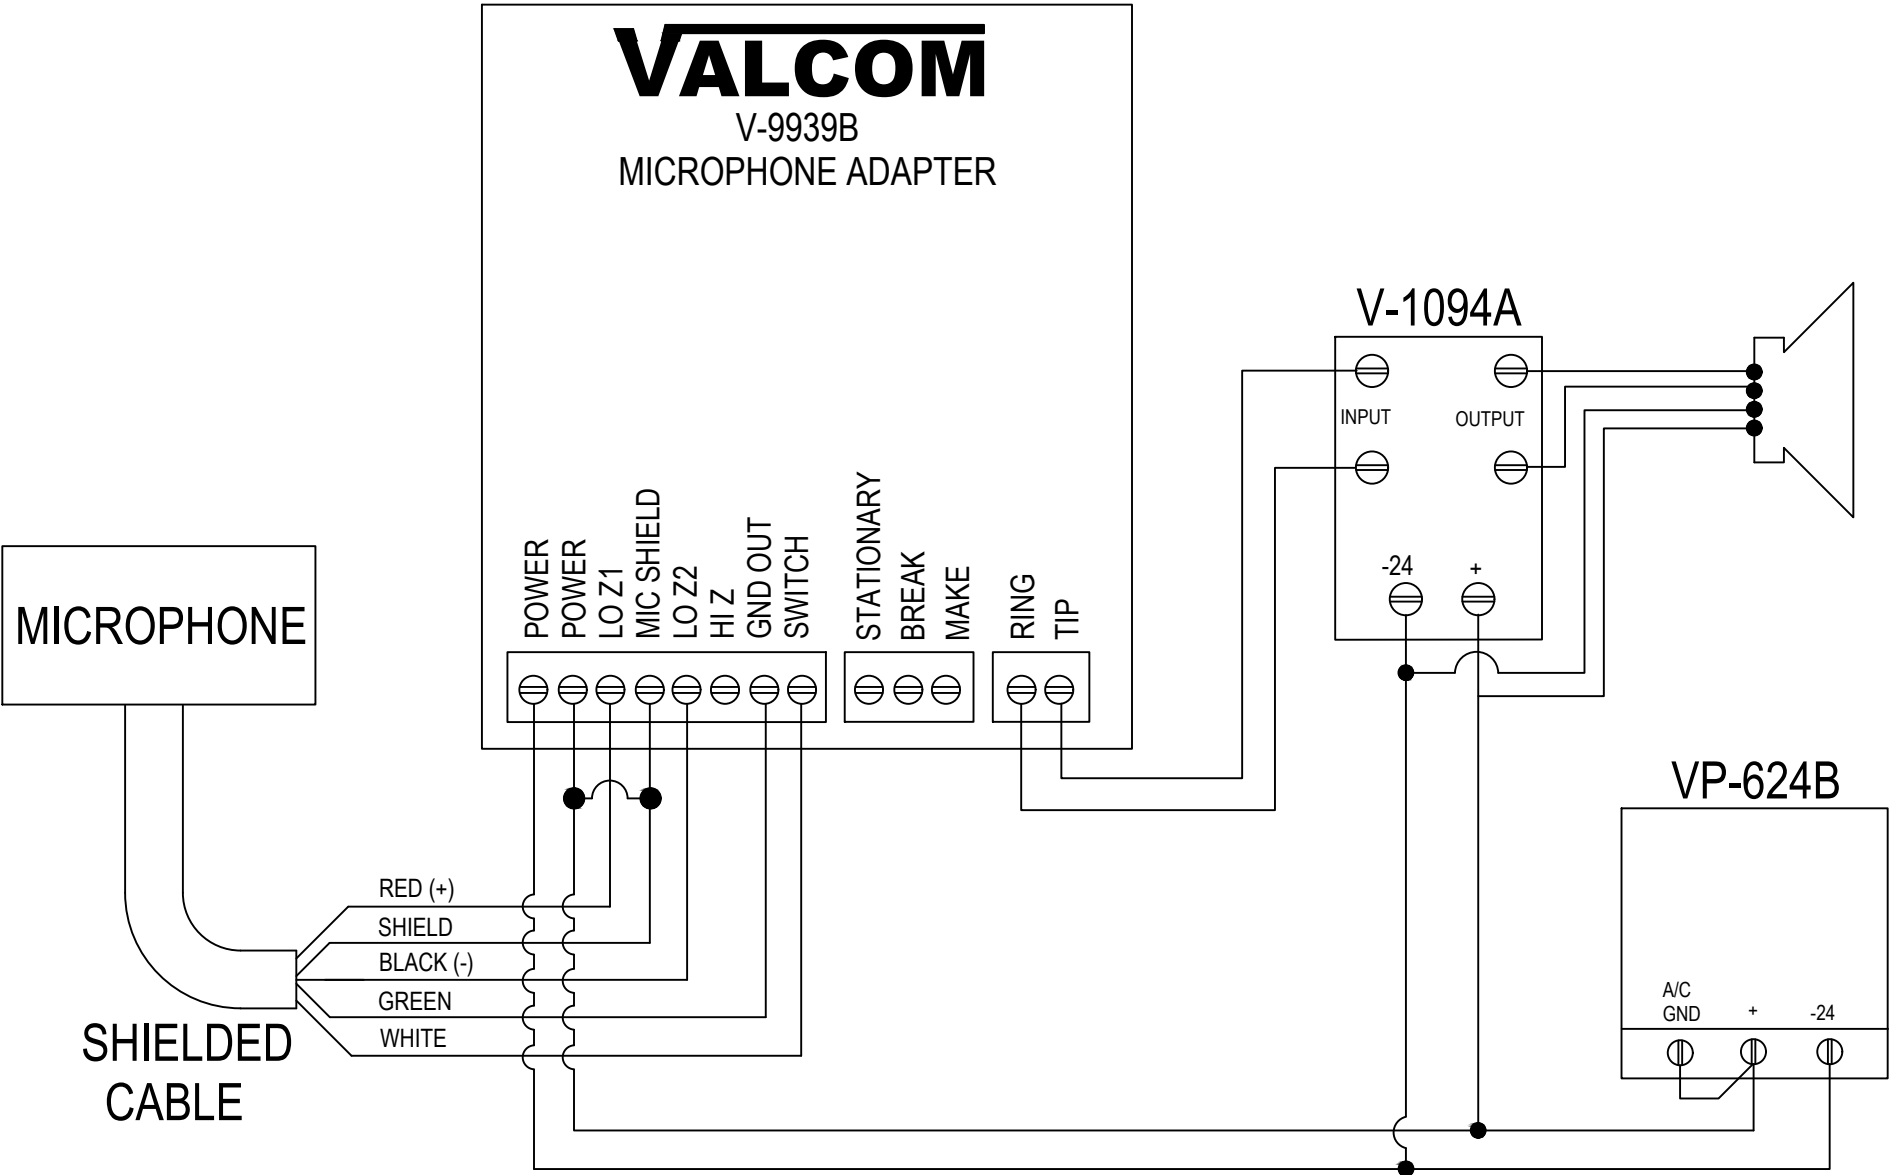 VALCOM
V-9939B
MICROPHONE ADAPTER
POWER
POWER
LO Z1
MIC SHIELD
LO Z2
HI Z
GND OUT
SWITCH
STATIONARY
BREAK
MAKE
RING
TIP
MICROPHONE
RED (+)
SHIELD
BLACK (-)
GREEN
WHITE
SHIELDED
CABLE
V-1094A
INPUT
OUTPUT
-24
+
VP-624B
A/C
GND
+
-24